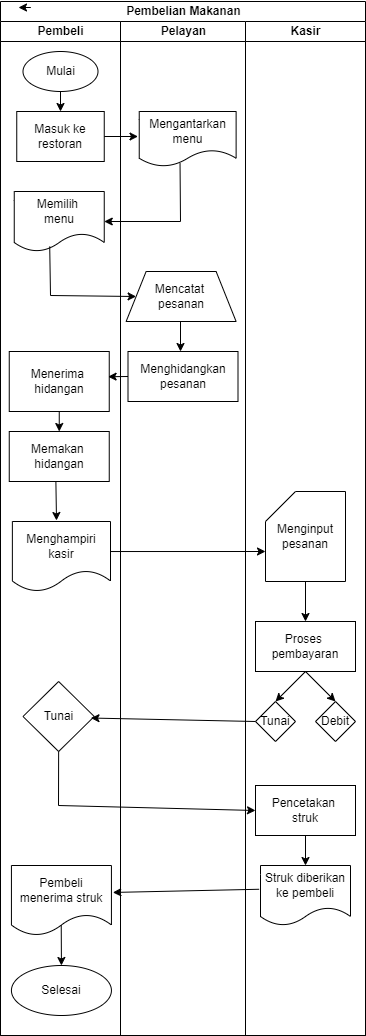 Pembelian Makanan
Pembeli
Pelayan
Kasir
Mulai
Masuk ke
restoran
Mengantarkan
menu
Memilih
menu
Mencatat
pesanan
Menghidangkan
pesanan
Menerima
hidangan
Memakan
hidangan
Menghampiri
kasir
Menginput
pesanan
Proses
pembayaran
Tunai
Debit
Tunai
Pencetakan
struk
Struk diberikan
ke pembeli
Pembeli
menerima struk
Selesai